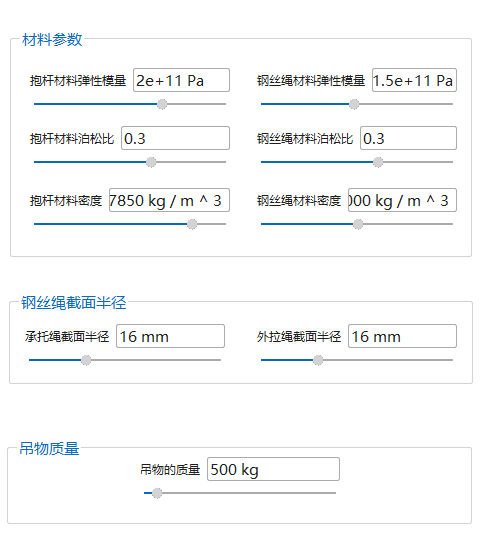 材料参数
抱杆材料弹性模量 2e+11 Pa 钢丝绳材料弹性模量 1.5e+11 Pa
抱杆材料泊松比 0.3 钢丝绳材料泊松比 0.3
抱杆材料密度 7850 kg / m ^ 3 钢丝绳材料密度 000 kg / m ^ 3
钢丝绳截面半径
承托绳截面半径 16 mm 外拉绳截面半径 16 mm
吊物质量
吊物的质量 500 kg